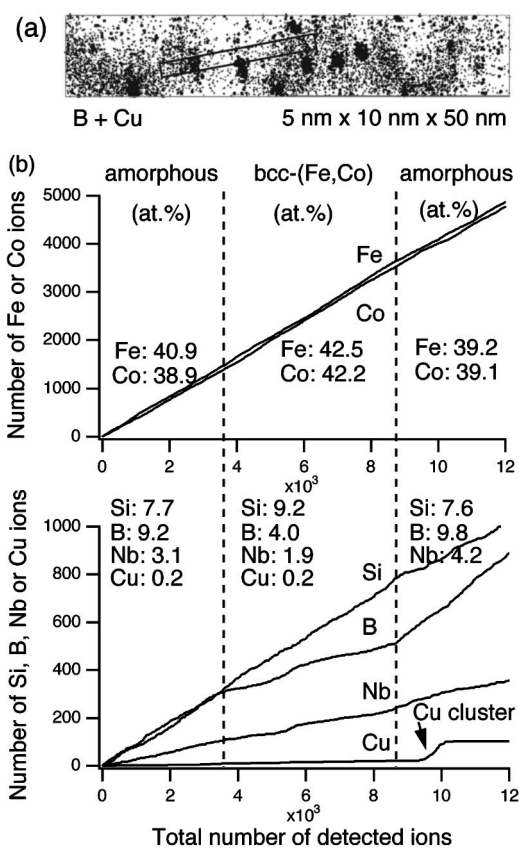 (a)
B + Cu 5 nm x 10 nm x 50 nm
(b)
amorphous bcc-(Fe,Co) amorphous
(at.%) (at.%) (at.%)
Number of Fe or Co ions
5000
4000
3000
2000
1000
0
Fe
Co
Fe: 40.9 Fe: 42.5 Fe: 39.2
Co: 38.9 Co: 42.2 Co: 39.1
0 2 4 6 8 10 12
x10³
Number of Si, B, Nb or Cu ions
1000
800
600
400
200
0
Si: 7.7 Si: 9.2 Si: 7.6
B: 9.2 B: 4.0 B: 9.8
Nb: 3.1 Nb: 1.9 Nb: 4.2
Cu: 0.2 Cu: 0.2
Si
B
Nb
Cu cluster
Cu
0 2 4 6 8 10 12
x10³
Total number of detected ions